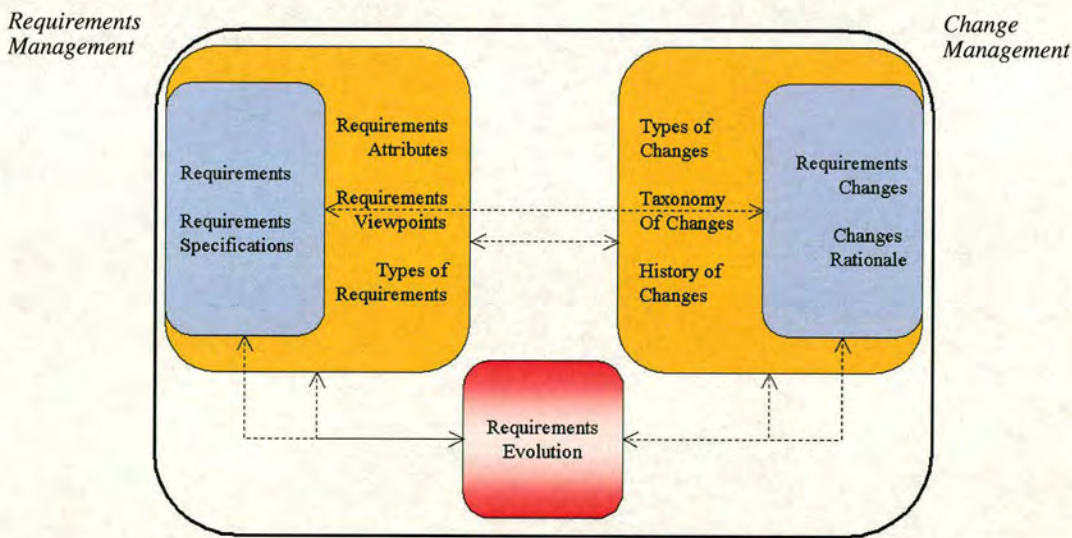 Requirements
Management
Change
Management
Requirements
Attributes
Requirements
Viewpoints
Types of
Requirements
Requirements
Requirements
Specifications
Types of
Changes
Taxonomy
Of Changes
History of
Changes
Requirements
Changes
Changes
Rationale
Requirements
Evolution